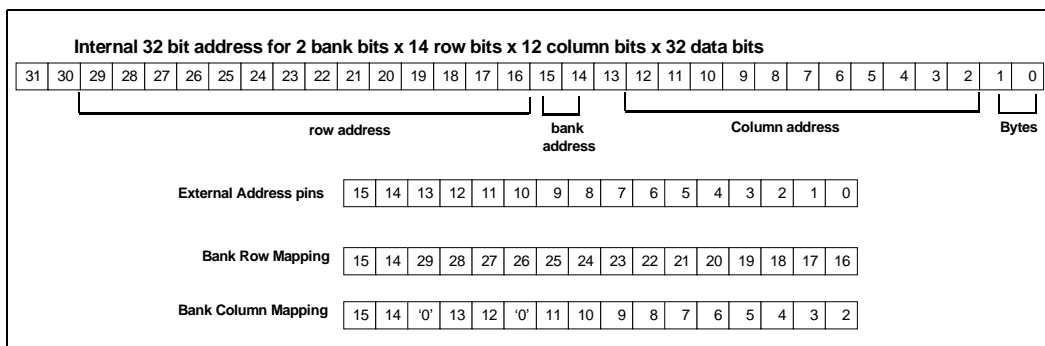 Internal 32 bit address for 2 bank bits x 14 row bits x 12 column bits x 32 data bits
31 30 29 28 27 26 25 24 23 22 21 20 19 18 17 16 15 14 13 12 11 10 9 8 7 6 5 4 3 2 1 0
row address bank address Column address Bytes
External Address pins 15 14 13 12 11 10 9 8 7 6 5 4 3 2 1 0
Bank Row Mapping 15 14 29 28 27 26 25 24 23 22 21 20 19 18 17 16
Bank Column Mapping 15 14 '0' 13 12 '0' 11 10 9 8 7 6 5 4 3 2